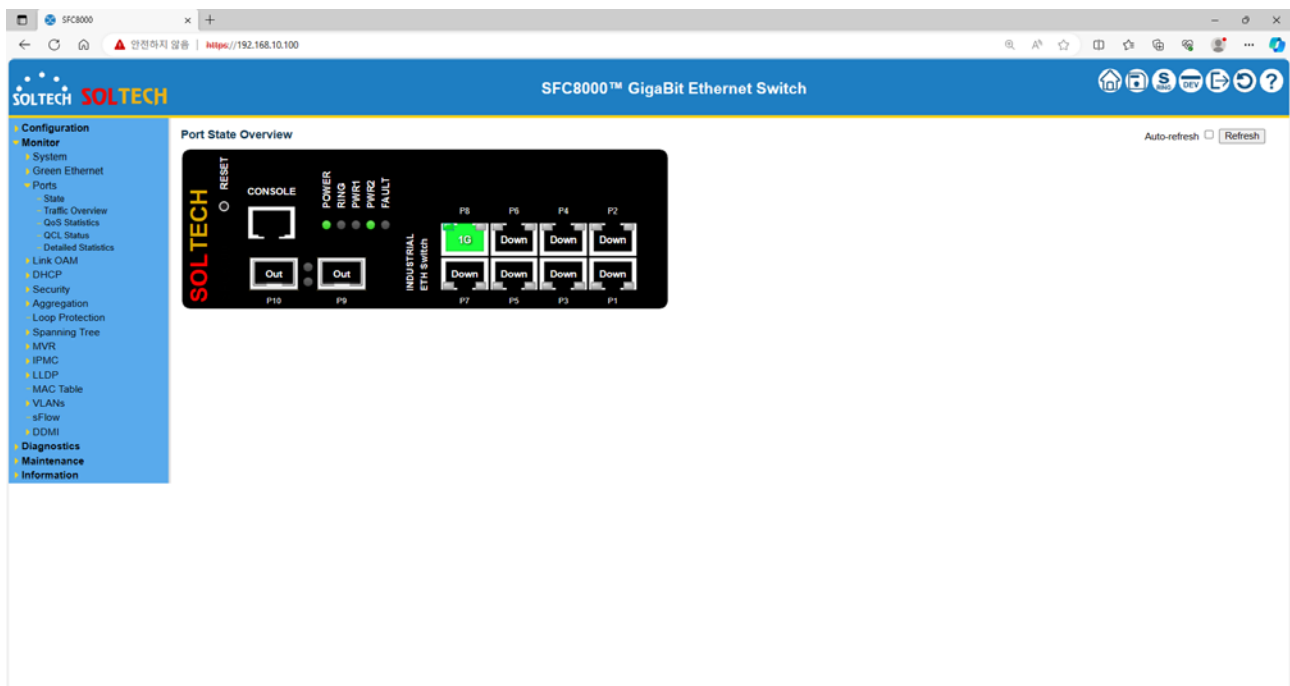 SFC8000
안전하지 않음 | https://192.168.10.100
SOLTECH SOLTECH
SFC8000™ GigaBit Ethernet Switch
S RING
DEV
?
Configuration
Monitor
System
Green Ethernet
Ports
State
Traffic Overview
QoS Statistics
QCL Status
Detailed Statistics
Link OAM
DHCP
Security
Aggregation
Loop Protection
Spanning Tree
MVR
IPMC
LLDP
MAC Table
VLANs
sFlow
DDMI
Diagnostics
Maintenance
Information
Port State Overview
Auto-refresh Refresh
SOLTECH
RESET
CONSOLE
POWER
RING
PWR1
PWR2
FAULT
INDUSTRIAL
ETH Switch
P8 P6 P4 P2
1G Down Down Down
Out Out Down Down Down Down
P10 P9 P7 P5 P3 P1